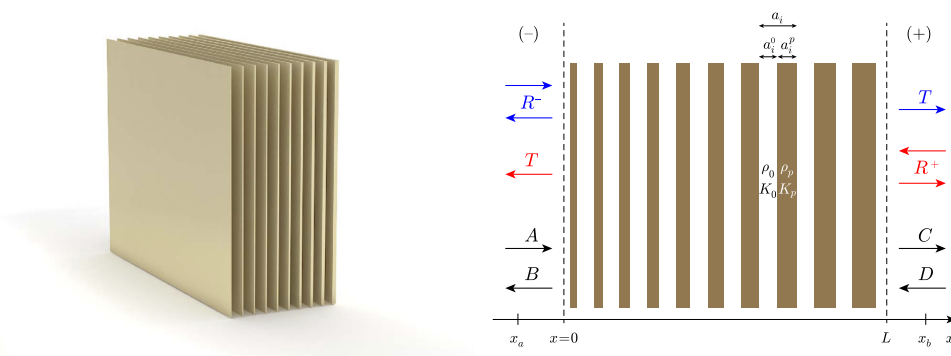 (–)
a_i
(+)
a_i^0 a_i^p
R^–
T
T
R^+
ρ_0 ρ_p
K_0 K_p
A
C
B
D
x_a
x=0
L
x_b
x